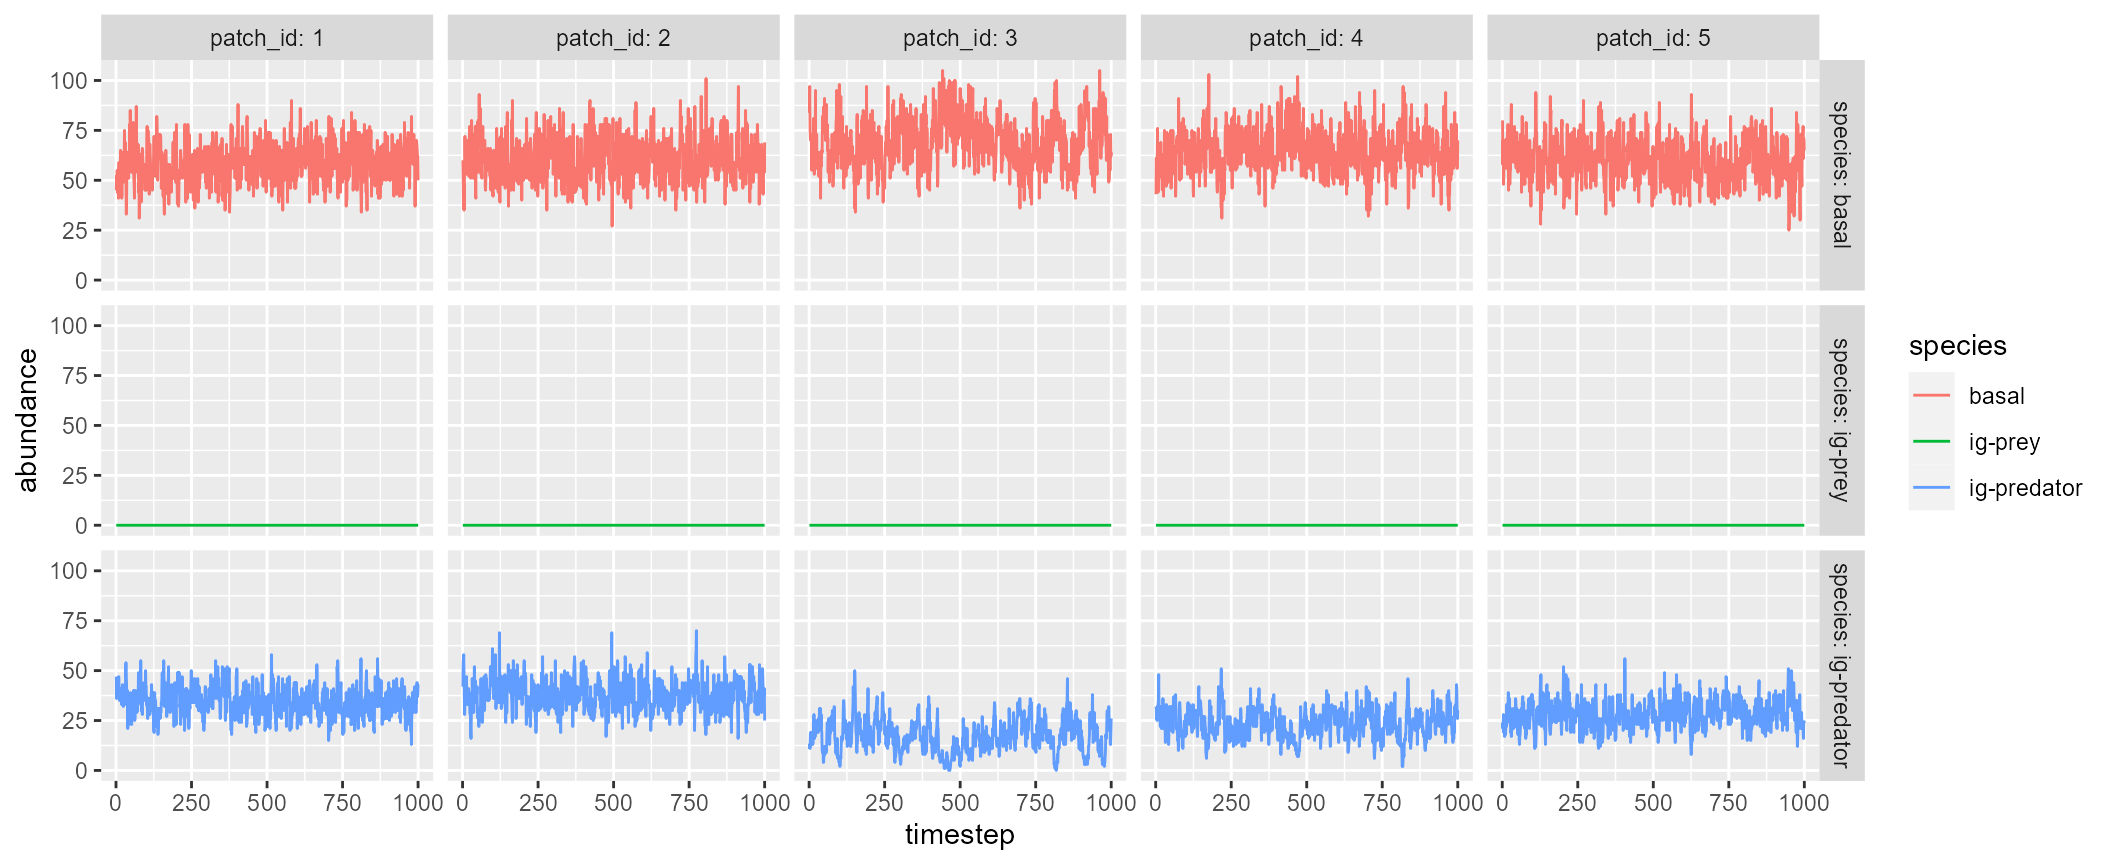 patch_id: 1
patch_id: 2
patch_id: 3
patch_id: 4
patch_id: 5
100
75
50
25
0
species: basal
100
75
50
25
0
species: ig-prey
100
75
50
25
0
species: ig-predator
0 250 500 750 1000
0 250 500 750 1000
0 250 500 750 1000
0 250 500 750 1000
0 250 500 750 1000
timestep
abundance
species
basal
ig-prey
ig-predator